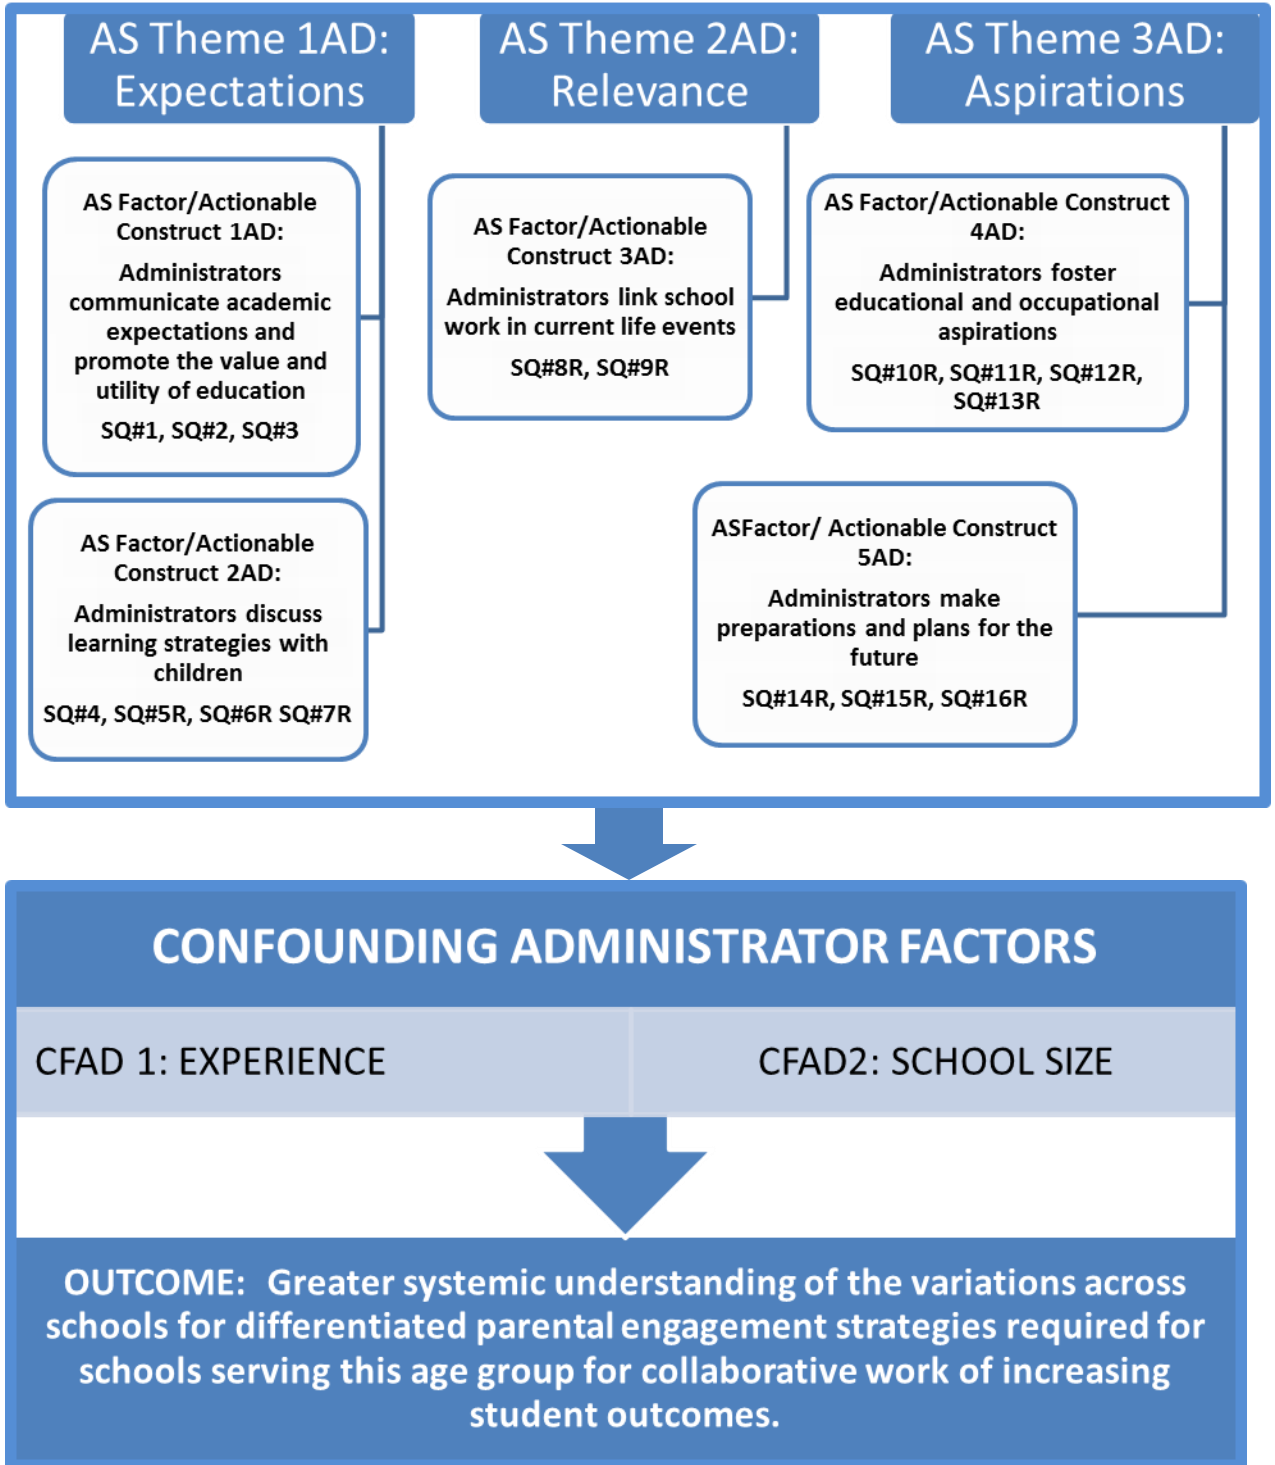 AS Theme 1AD:
Expectations
AS Factor/Actionable
Construct 1AD:
Administrators
communicate academic
expectations and
promote the value and
utility of education
SQ#1, SQ#2, SQ#3
AS Factor/Actionable
Construct 2AD:
Administrators discuss
learning strategies with
children
SQ#4, SQ#5R, SQ#6R SQ#7R
AS Theme 2AD:
Relevance
AS Factor/Actionable
Construct 3AD:
Administrators link school
work in current life events
SQ#8R, SQ#9R
AS Theme 3AD:
Aspirations
AS Factor/Actionable Construct
4AD:
Administrators foster
educational and occupational
aspirations
SQ#10R, SQ#11R, SQ#12R,
SQ#13R
ASFactor/ Actionable Construct
5AD:
Administrators make
preparations and plans for the
future
SQ#14R, SQ#15R, SQ#16R
CONFOUNDING ADMINISTRATOR FACTORS
CFAD 1: EXPERIENCE
CFAD2: SCHOOL SIZE
OUTCOME: Greater systemic understanding of the variations across
schools for differentiated parental engagement strategies required for
schools serving this age group for collaborative work of increasing
student outcomes.